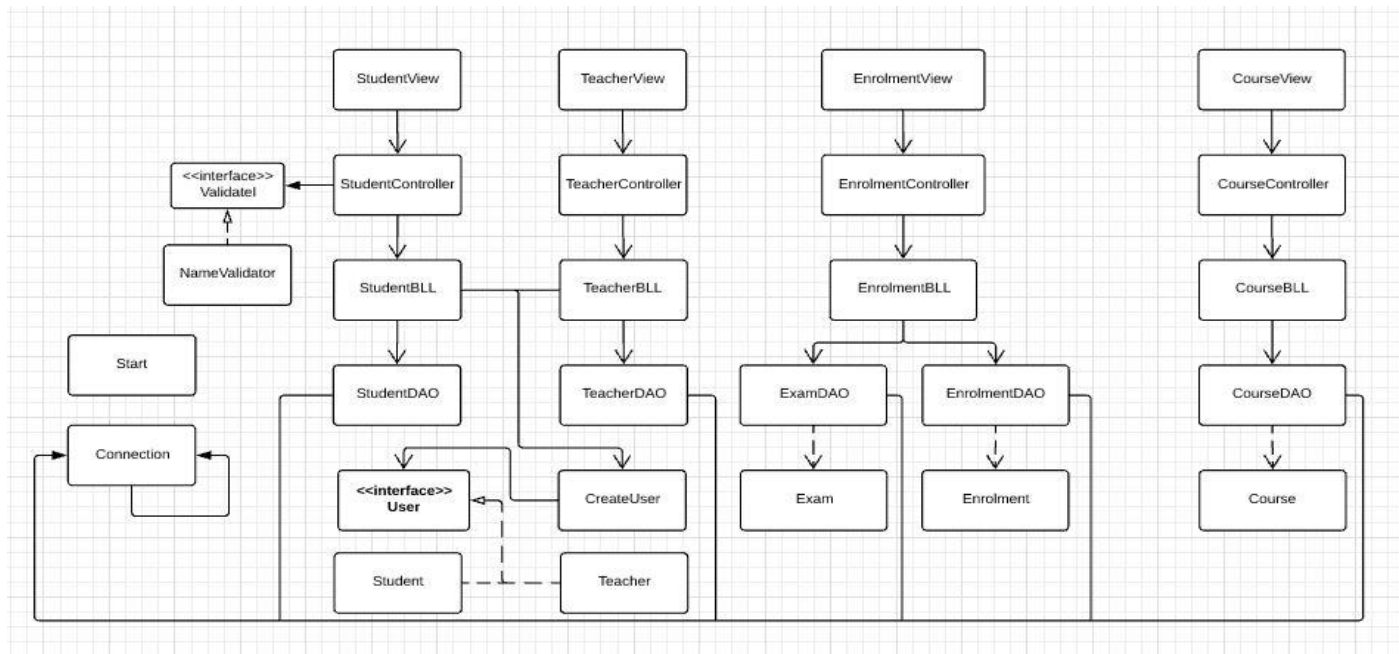 StudentView
TeacherView
EnrolmentView
CourseView
<<interface>>
ValidateI
StudentController
TeacherController
EnrolmentController
CourseController
NameValidator
StudentBLL
TeacherBLL
EnrolmentBLL
CourseBLL
Start
StudentDAO
TeacherDAO
ExamDAO
EnrolmentDAO
CourseDAO
Connection
<<interface>>
User
CreateUser
Exam
Enrolment
Course
Student
Teacher